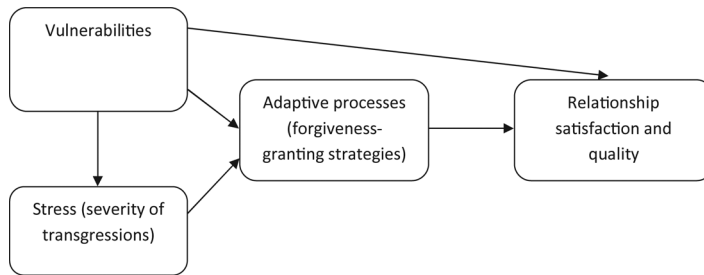 Vulnerabilities
Adaptive processes
(forgiveness-
granting strategies)
Relationship
satisfaction and
quality
Stress (severity of
transgressions)